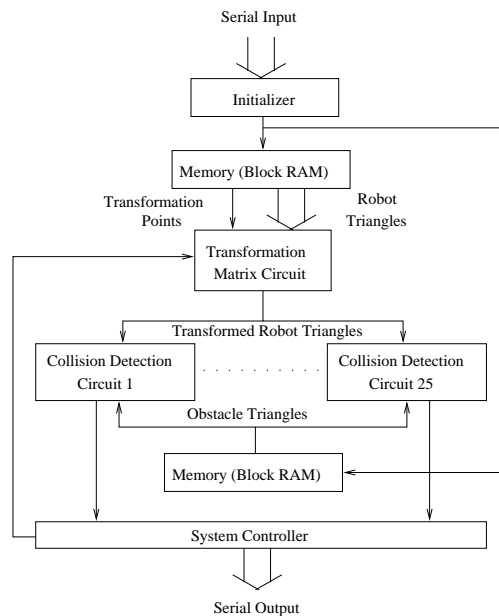 Serial Input
Initializer
Memory (Block RAM)
Transformation
Points
Robot
Triangles
Transformation
Matrix Circuit
Transformed Robot Triangles
Collision Detection
Circuit 1
. . . . . . . . . . .
Collision Detection
Circuit 25
Obstacle Triangles
Memory (Block RAM)
System Controller
Serial Output